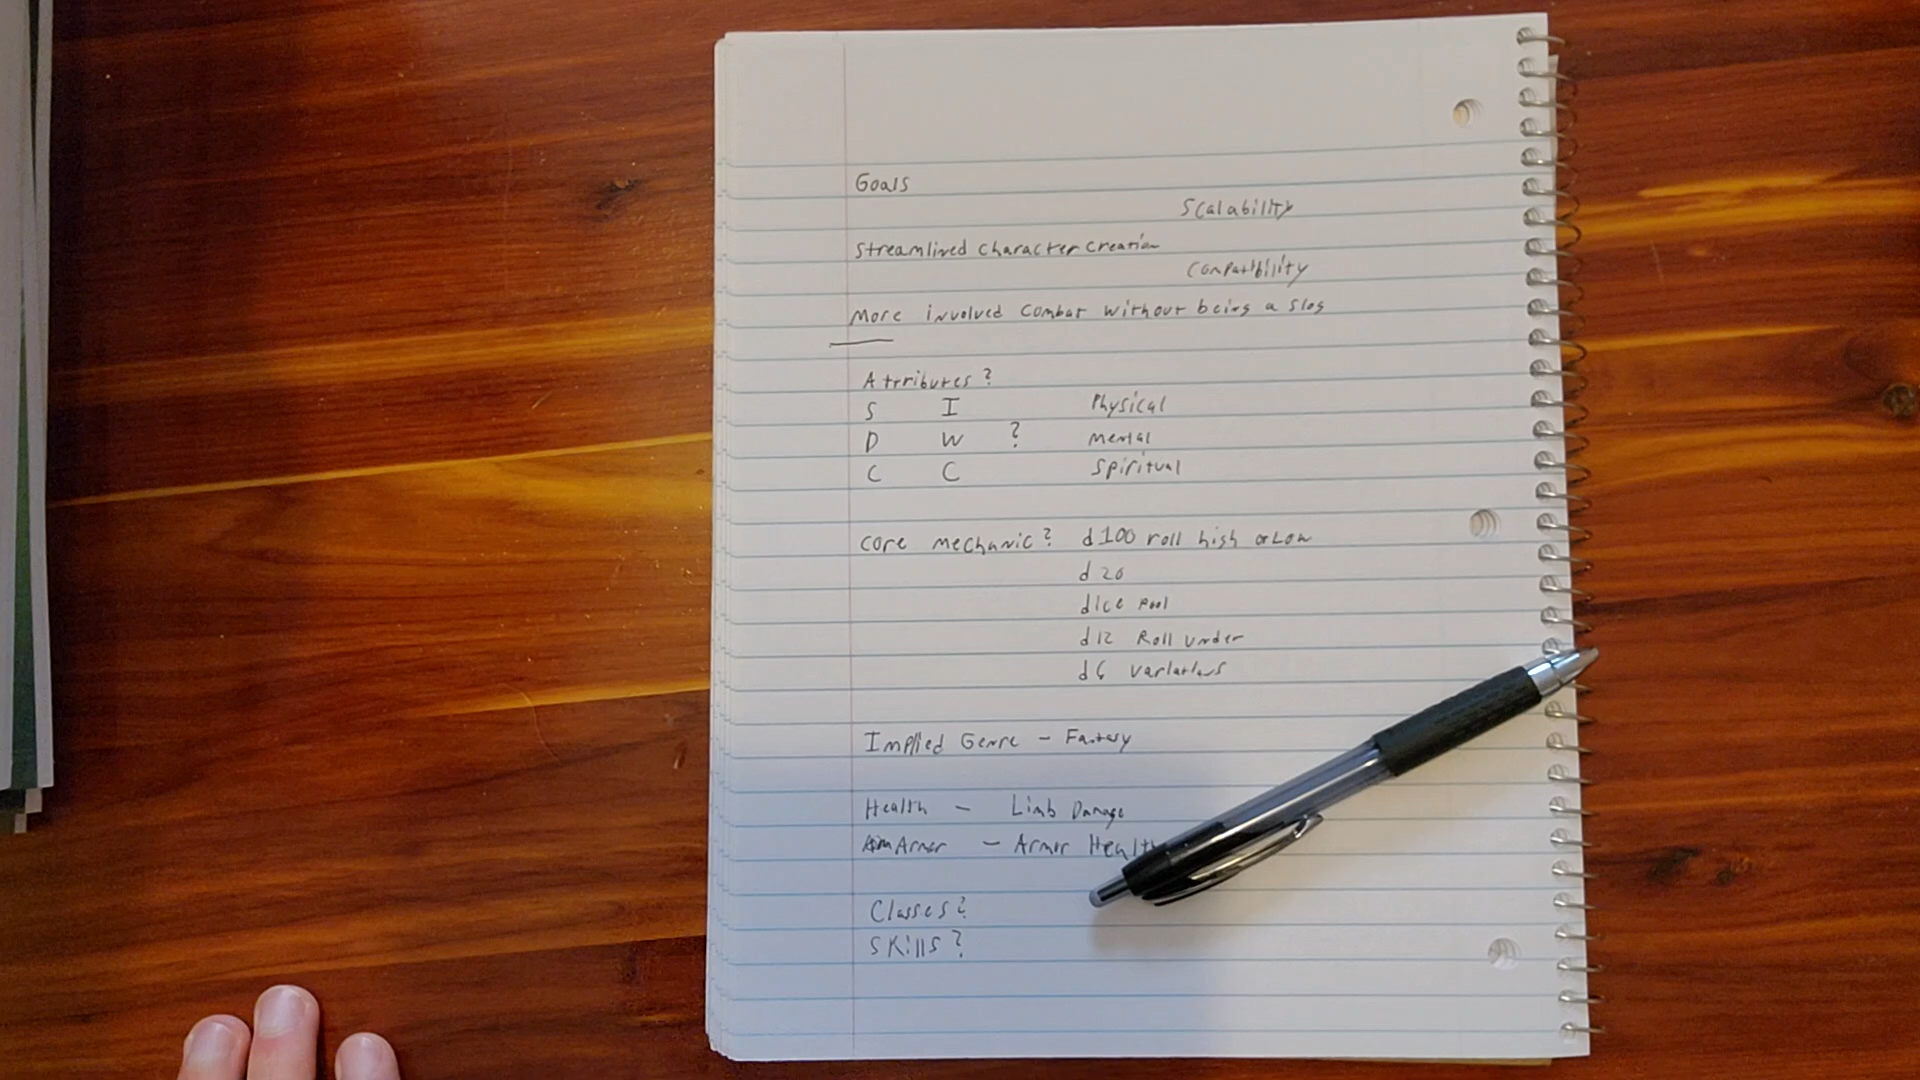 Goals
Scalability
Streamlined Character Creation
Compatibility
More involved Combat without being a slog
Attributes?
S I Physical
D W ? Mental
C C Spiritual
Core Mechanic? d100 roll high or Low
d20
dice pool
d12 Roll under
d6 variations
Implied Genre - Fantasy
Health - Limb Damage
Armor - Armor Health
Classes?
Skills?